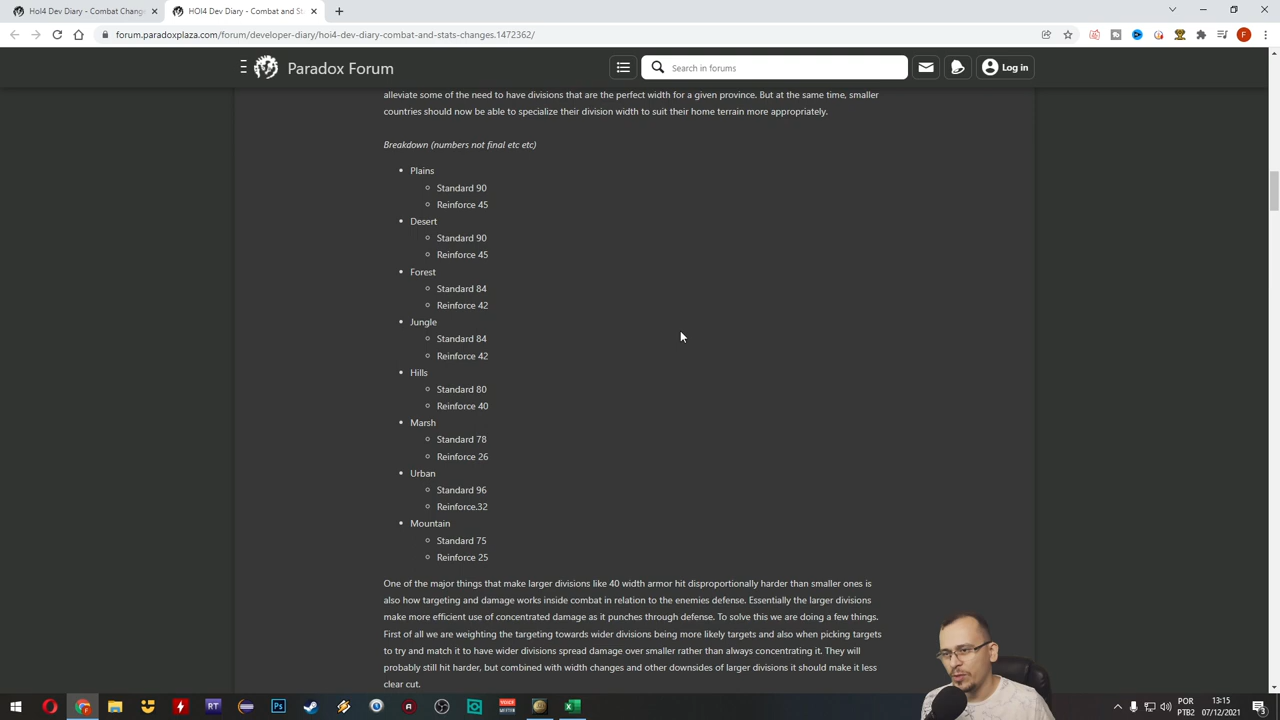 HoI4 Dev Diary - Combat Change
HOI4 Dev Diary - Combat and St
forum.paradoxplaza.com/forum/developer-diary/hoi4-dev-diary-combat-and-stats-changes.1472362/
F
Paradox Forum
Search in forums
Log in
alleviate some of the need to have divisions that are the perfect width for a given province. But at the same time, smaller
countries should now be able to specialize their division width to suit their home terrain more appropriately.
Breakdown (numbers not final etc etc)
Plains
Standard 90
Reinforce 45
Desert
Standard 90
Reinforce 45
Forest
Standard 84
Reinforce 42
Jungle
Standard 84
Reinforce 42
Hills
Standard 80
Reinforce 40
Marsh
Standard 78
Reinforce 26
Urban
Standard 96
Reinforce.32
Mountain
Standard 75
Reinforce 25
One of the major things that make larger divisions like 40 width armor hit disproportionally harder than smaller ones is
also how targeting and damage works inside combat in relation to the enemies defense. Essentially the larger divisions
make more efficient use of concentrated damage as it punches through defense. To solve this we are doing a few things.
First of all we are weighting the targeting towards wider divisions being more likely targets and also when picking targets
to try and match it to have wider divisions spread damage over smaller rather than always concentrating it. They will
probably still hit harder, but combined with width changes and other downsides of larger divisions it should make it less
clear cut.
RT
Ps
VOICE
POR
PTB2
13:15
07/12/2021